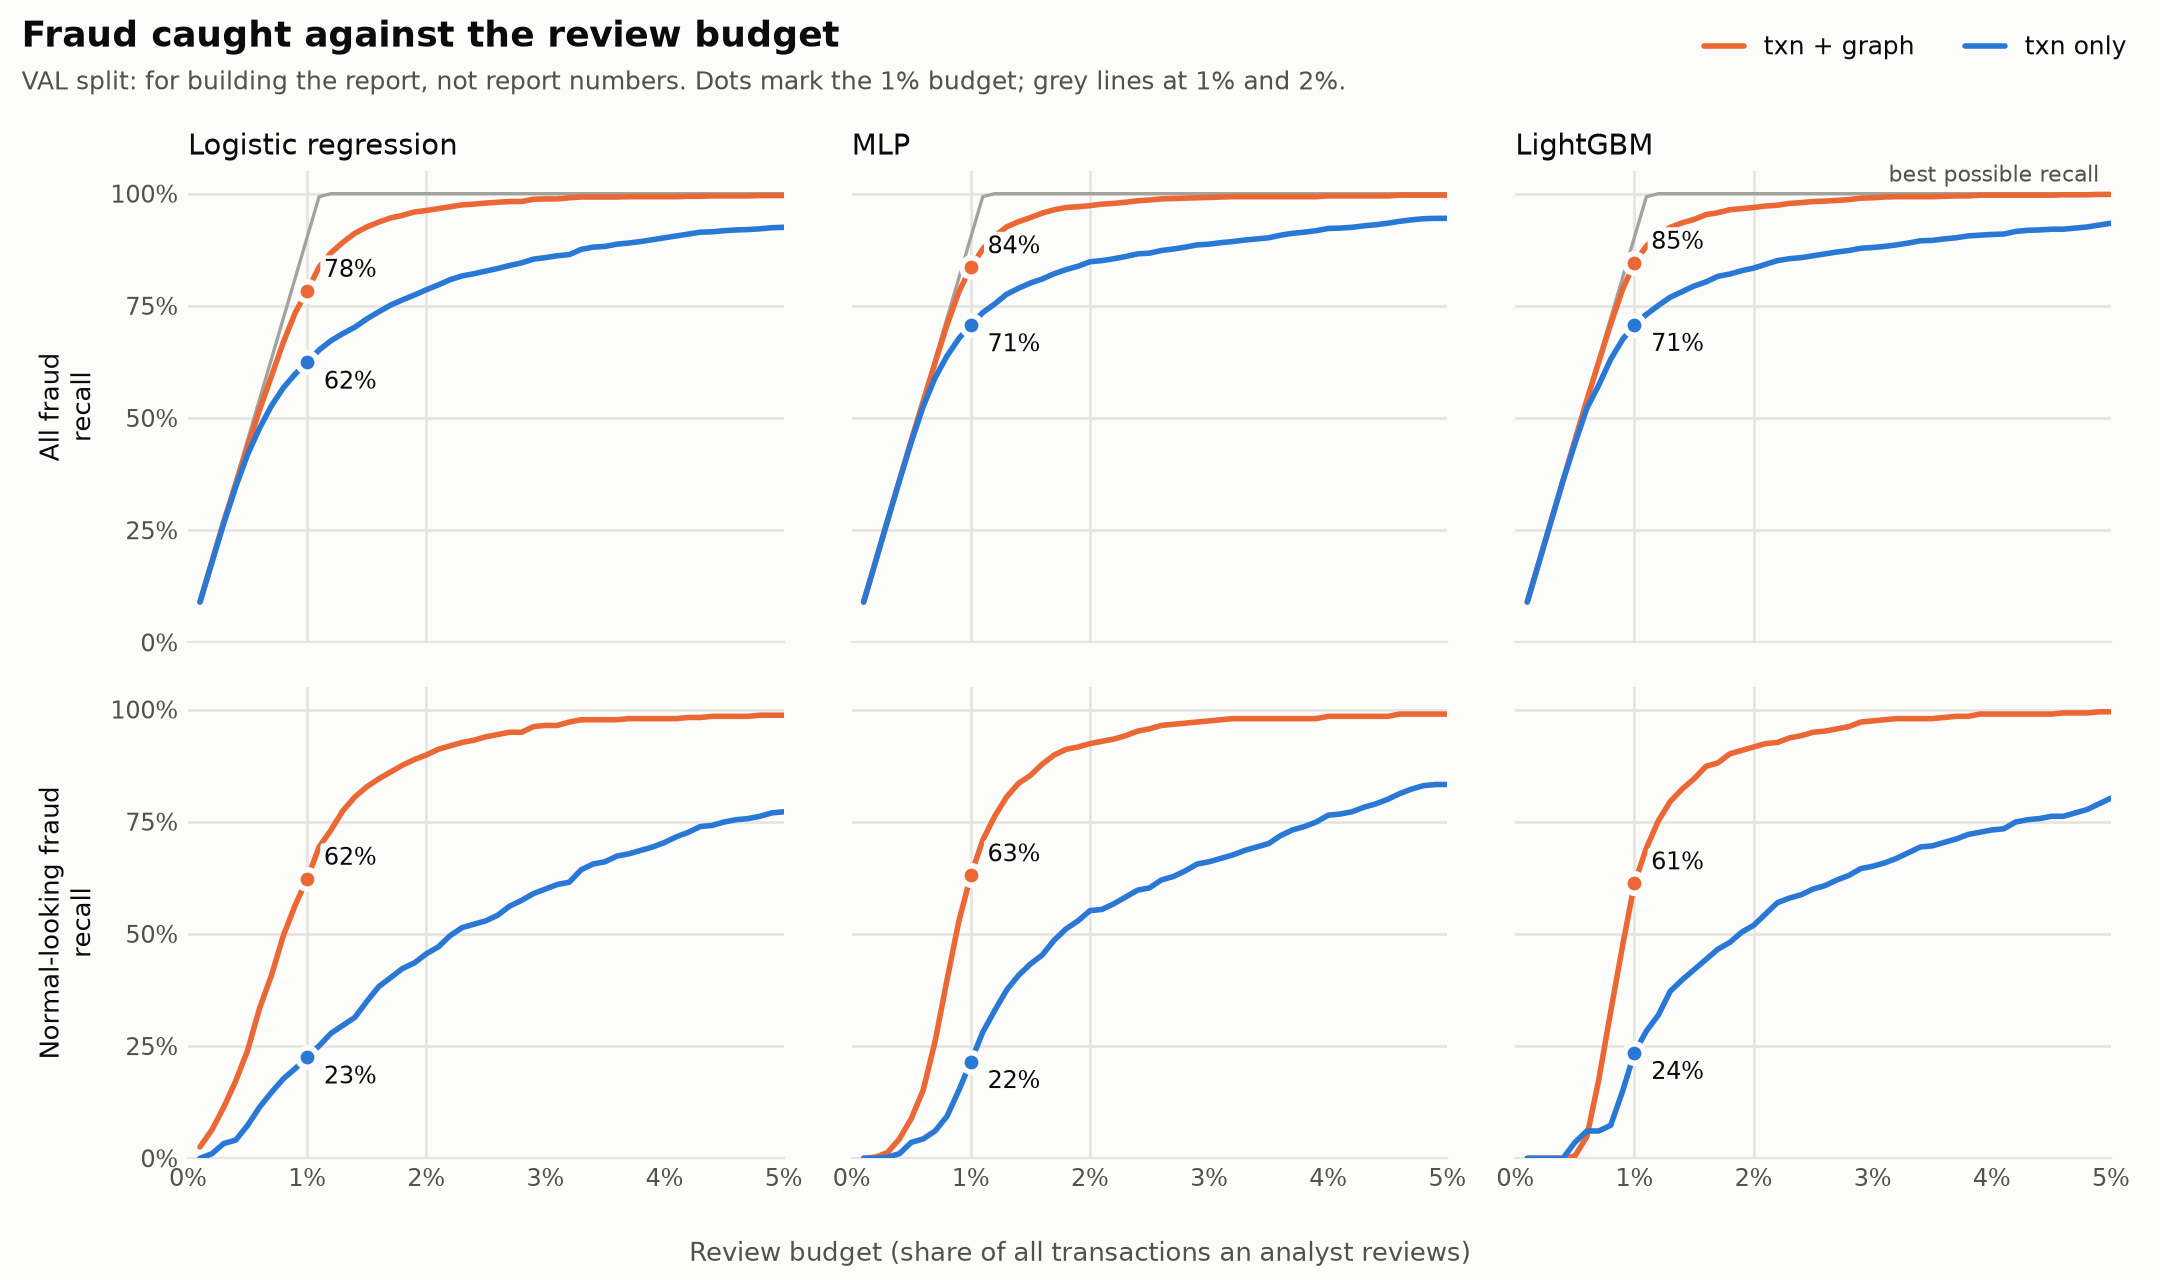 Fraud caught against the review budget
txn + graph
txn only
VAL split: for building the report, not report numbers. Dots mark the 1% budget; grey lines at 1% and 2%.
Logistic regression
MLP
LightGBM
best possible recall
All fraud
recall
100%
75%
50%
25%
0%
78%
62%
84%
71%
85%
71%
Normal-looking fraud
recall
100%
75%
50%
25%
0%
62%
23%
63%
22%
61%
24%
0% 1% 2% 3% 4% 5%
0% 1% 2% 3% 4% 5%
0% 1% 2% 3% 4% 5%
Review budget (share of all transactions an analyst reviews)